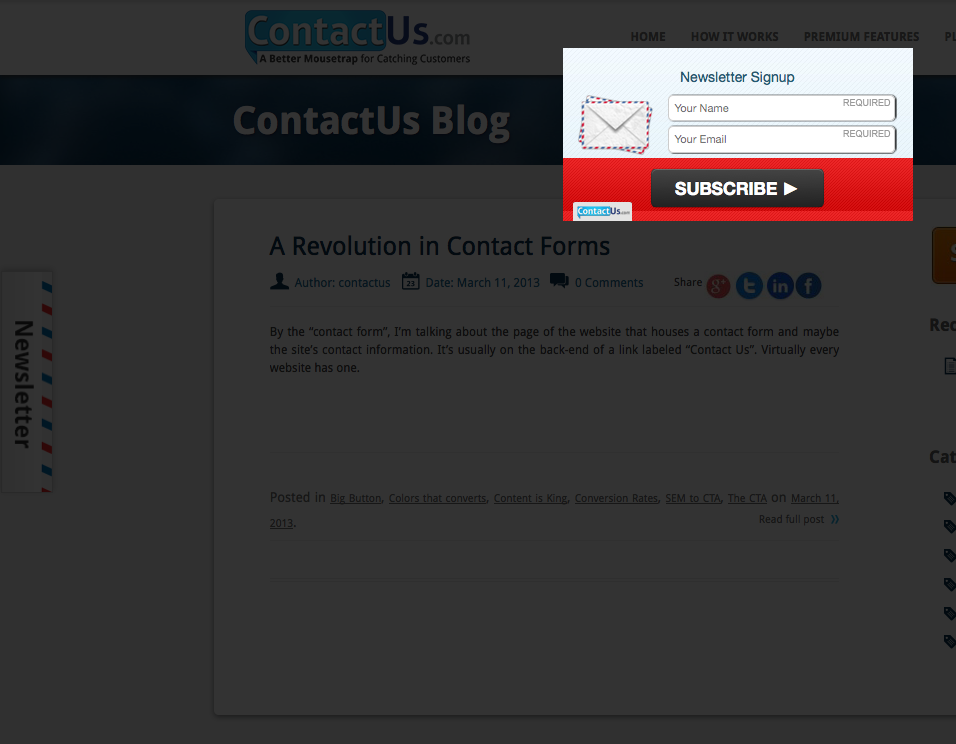 ContactUs.com
A Better Mousetrap for Catching Customers
HOME HOW IT WORKS PREMIUM FEATURES
ContactUs Blog
Newsletter Signup
Your Name REQUIRED
Your Email REQUIRED
SUBSCRIBE
ContactUs.com
Newsletter
A Revolution in Contact Forms
Author: contactus 23 Date: March 11, 2013 0 Comments Share g+ t in f
By the “contact form”, I’m talking about the page of the website that houses a contact form and maybe
the site’s contact information. It’s usually on the back-end of a link labeled “Contact Us”. Virtually every
website has one.
Posted in Big Button, Colors that converts, Content is King, Conversion Rates, SEM to CTA, The CTA on March 11,
2013.
Read full post »